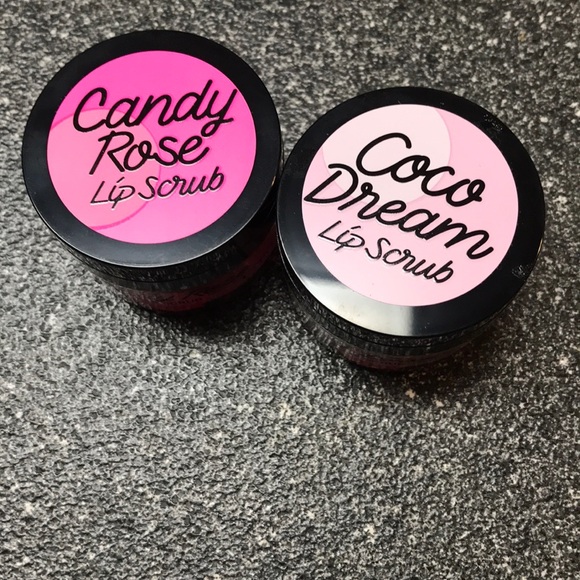 Candy
Rose
Lip Scrub
Coco
Dream
Lip Scrub